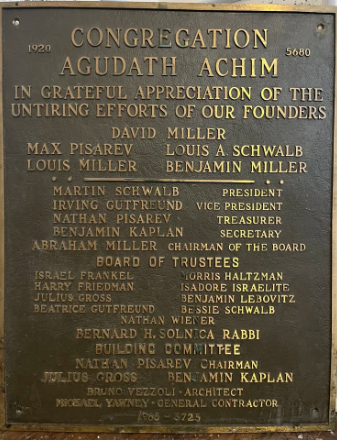 CONGREGATION
1920 5680
AGUDATH ACHIM
IN GRATEFUL APPRECIATION OF THE
UNTIRING EFFORTS OF OUR FOUNDERS
DAVID MILLER
MAX PISAREV LOUIS A. SCHWALB
LOUIS MILLER BENJAMIN MILLER
MARTIN SCHWALB PRESIDENT
IRVING GUTFREUND VICE PRESIDENT
NATHAN PISAREV TREASURER
BENJAMIN KAPLAN SECRETARY
ABRAHAM MILLER CHAIRMAN OF THE BOARD
BOARD OF TRUSTEES
ISRAEL FRANKEL MORRIS HALTZMAN
HARRY FRIEDMAN ISADORE ISRAELITE
JULIUS GROSS BENJAMIN LEBOVITZ
BEATRICE GUTFREUND BESSIE SCHWALB
NATHAN WIENER
BERNARD H. SOLNICA RABBI
BUILDING COMMITTEE
NATHAN PISAREV CHAIRMAN
JULIUS GROSS BENJAMIN KAPLAN
BRUNO VEZZOLI - ARCHITECT
MICHAEL YAWNEY - GENERAL CONTRACTOR
1965 - 5725